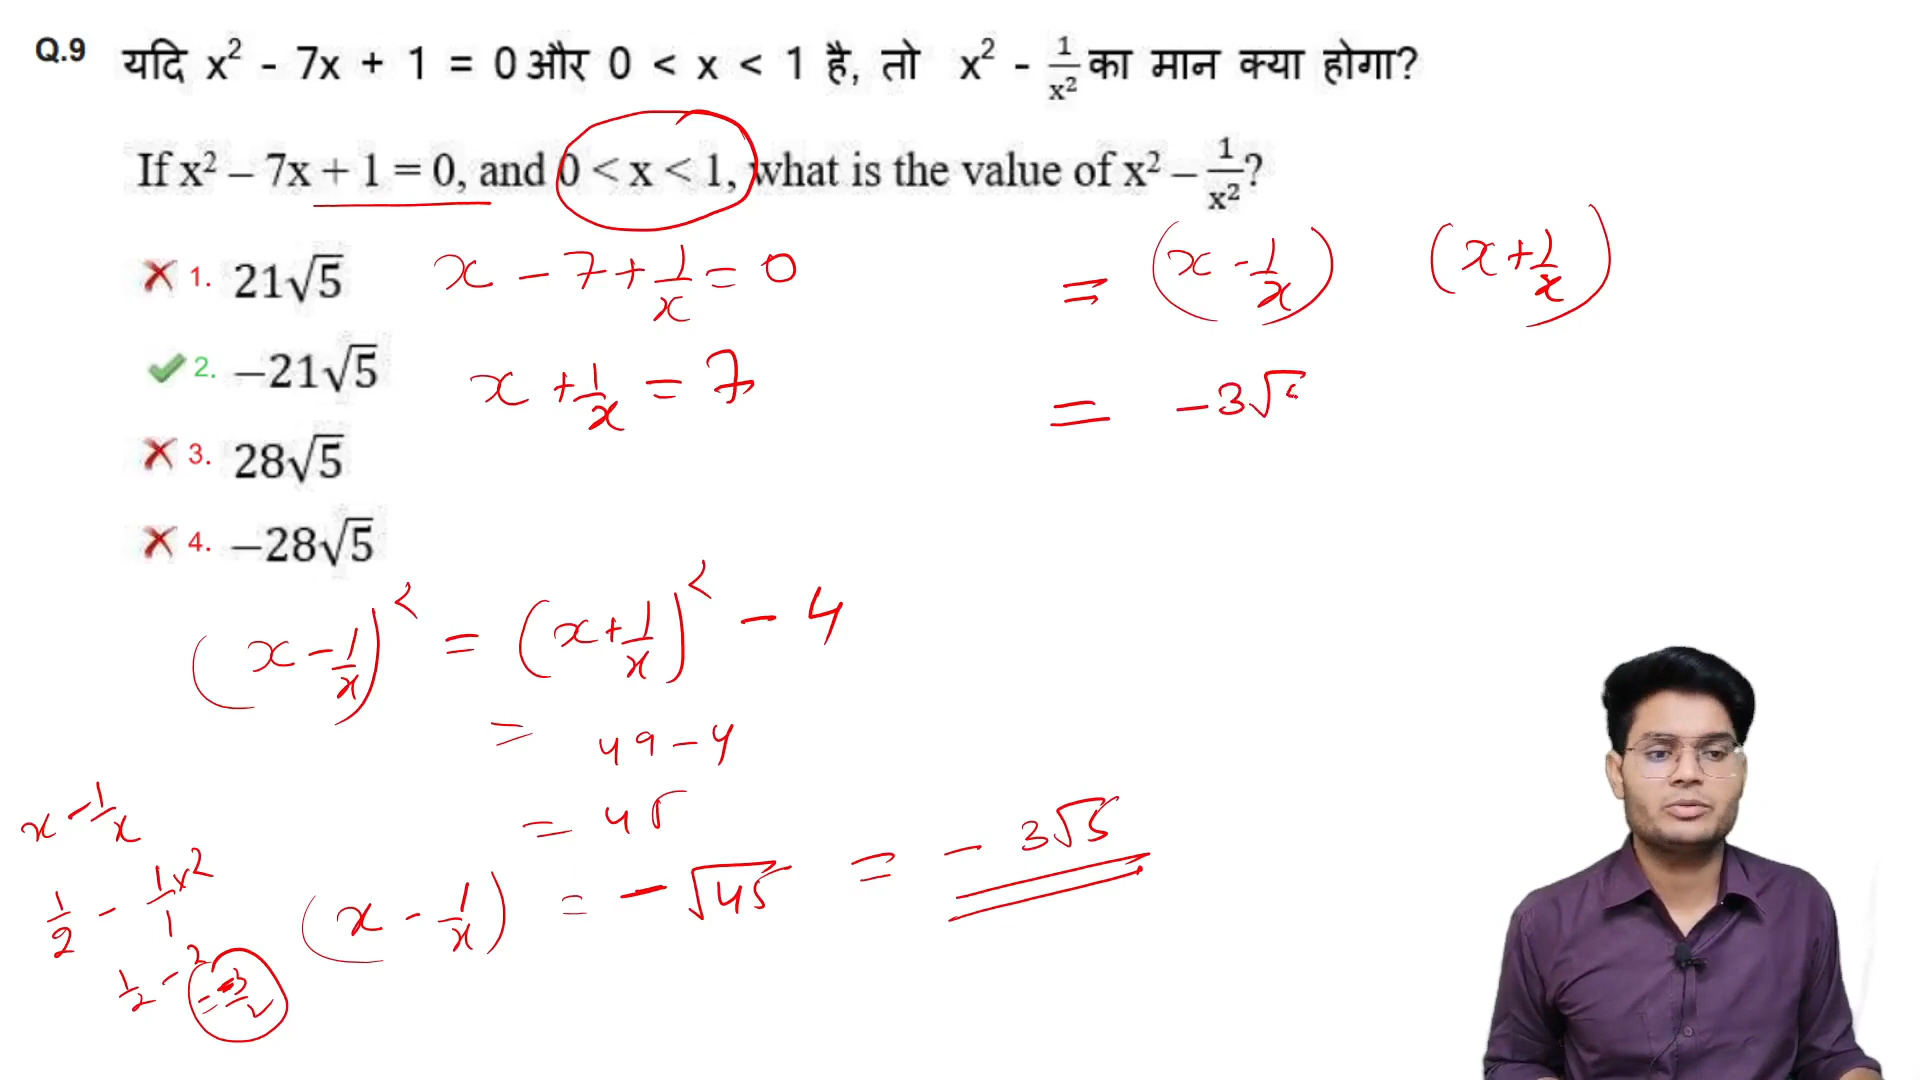 Q.9 यदि x² - 7x + 1 = 0 और 0 < x < 1 है, तो x² - 1/x² का मान क्या होगा?
If x² – 7x + 1 = 0, and 0 < x < 1, what is the value of x² – 1/x²?
1. 21√5
2. −21√5
3. 28√5
4. −28√5
x - 7 + 1/x = 0
x + 1/x = 7
= (x - 1/x) (x + 1/x)
= -3√
(x - 1/x)² = (x + 1/x)² - 4
= 49 - 4
= 45
(x - 1/x) = -√45 = -3√5
x - 1/x
1/2 - 1/1 x 2
1/2 - 2
= -3/2